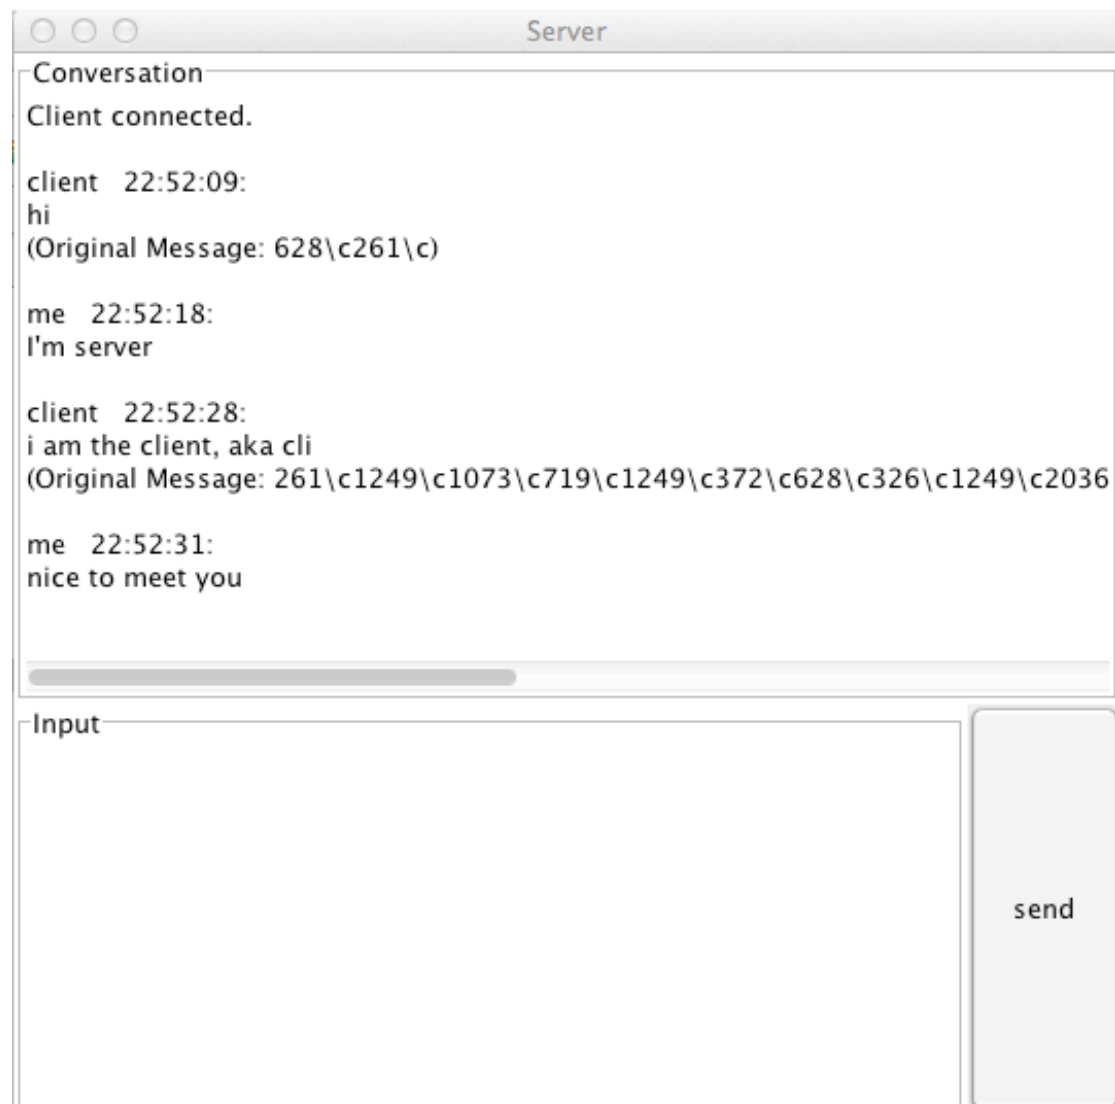 Server
Conversation
Client connected.
client 22:52:09:
hi
(Original Message: 628\c261\c)
me 22:52:18:
I'm server
client 22:52:28:
i am the client, aka cli
(Original Message: 261\c1249\c1073\c719\c1249\c372\c628\c326\c1249\c2036
me 22:52:31:
nice to meet you
Input
send